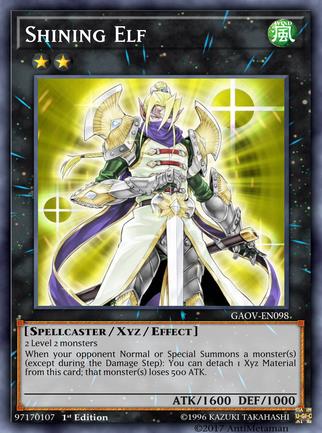 SHINING ELF
WIND
風
GAOV-EN098
[SPELLCASTER / XYZ / EFFECT]
2 Level 2 monsters
When your opponent Normal or Special Summons a monster(s)
(except during the Damage Step): You can detach 1 Xyz Material
from this card; that monster(s) loses 500 ATK.
ATK/1600 DEF/1000
97170107 1st Edition ©1996 KAZUKI TAKAHASHI
©2017 AntiMetaman